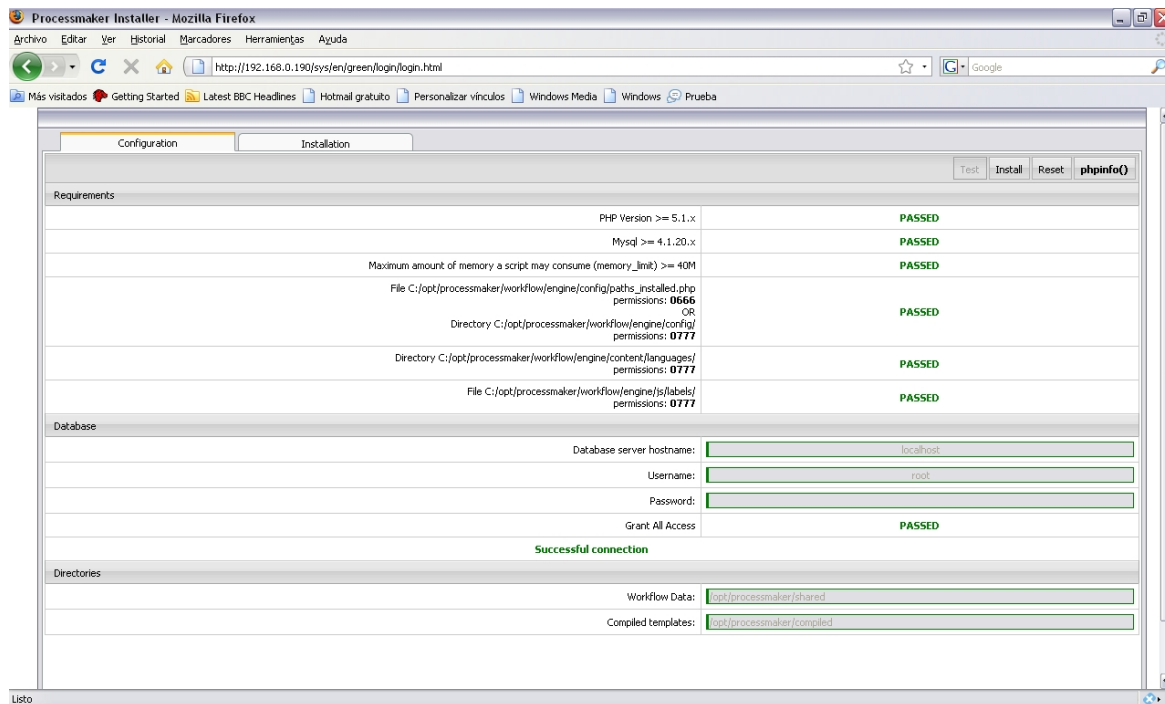 Processmaker Installer - Mozilla Firefox
Archivo Editar Ver Historial Marcadores Herramientas Ayuda
http://192.168.0.190/sys/en/green/login/login.html
G Google
Más visitados Getting Started Latest BBC Headlines Hotmail gratuito Personalizar vínculos Windows Media Windows Prueba
Configuration Installation
Test Install Reset phpinfo()
Requirements
PHP Version >= 5.1.x PASSED
Mysql >= 4.1.20.x PASSED
Maximum amount of memory a script may consume (memory_limit) >= 40M PASSED
File C:/opt/processmaker/workflow/engine/config/paths_installed.php
permissions: 0666
OR PASSED
Directory C:/opt/processmaker/workflow/engine/config/
permissions: 0777
Directory C:/opt/processmaker/workflow/engine/content/languages/
permissions: 0777 PASSED
File C:/opt/processmaker/workflow/engine/js/labels/
permissions: 0777 PASSED
Database
Database server hostname: localhost
Username: root
Password:
Grant All Access PASSED
Successful connection
Directories
Workflow Data: /opt/processmaker/shared
Compiled templates: /opt/processmaker/compiled
Listo